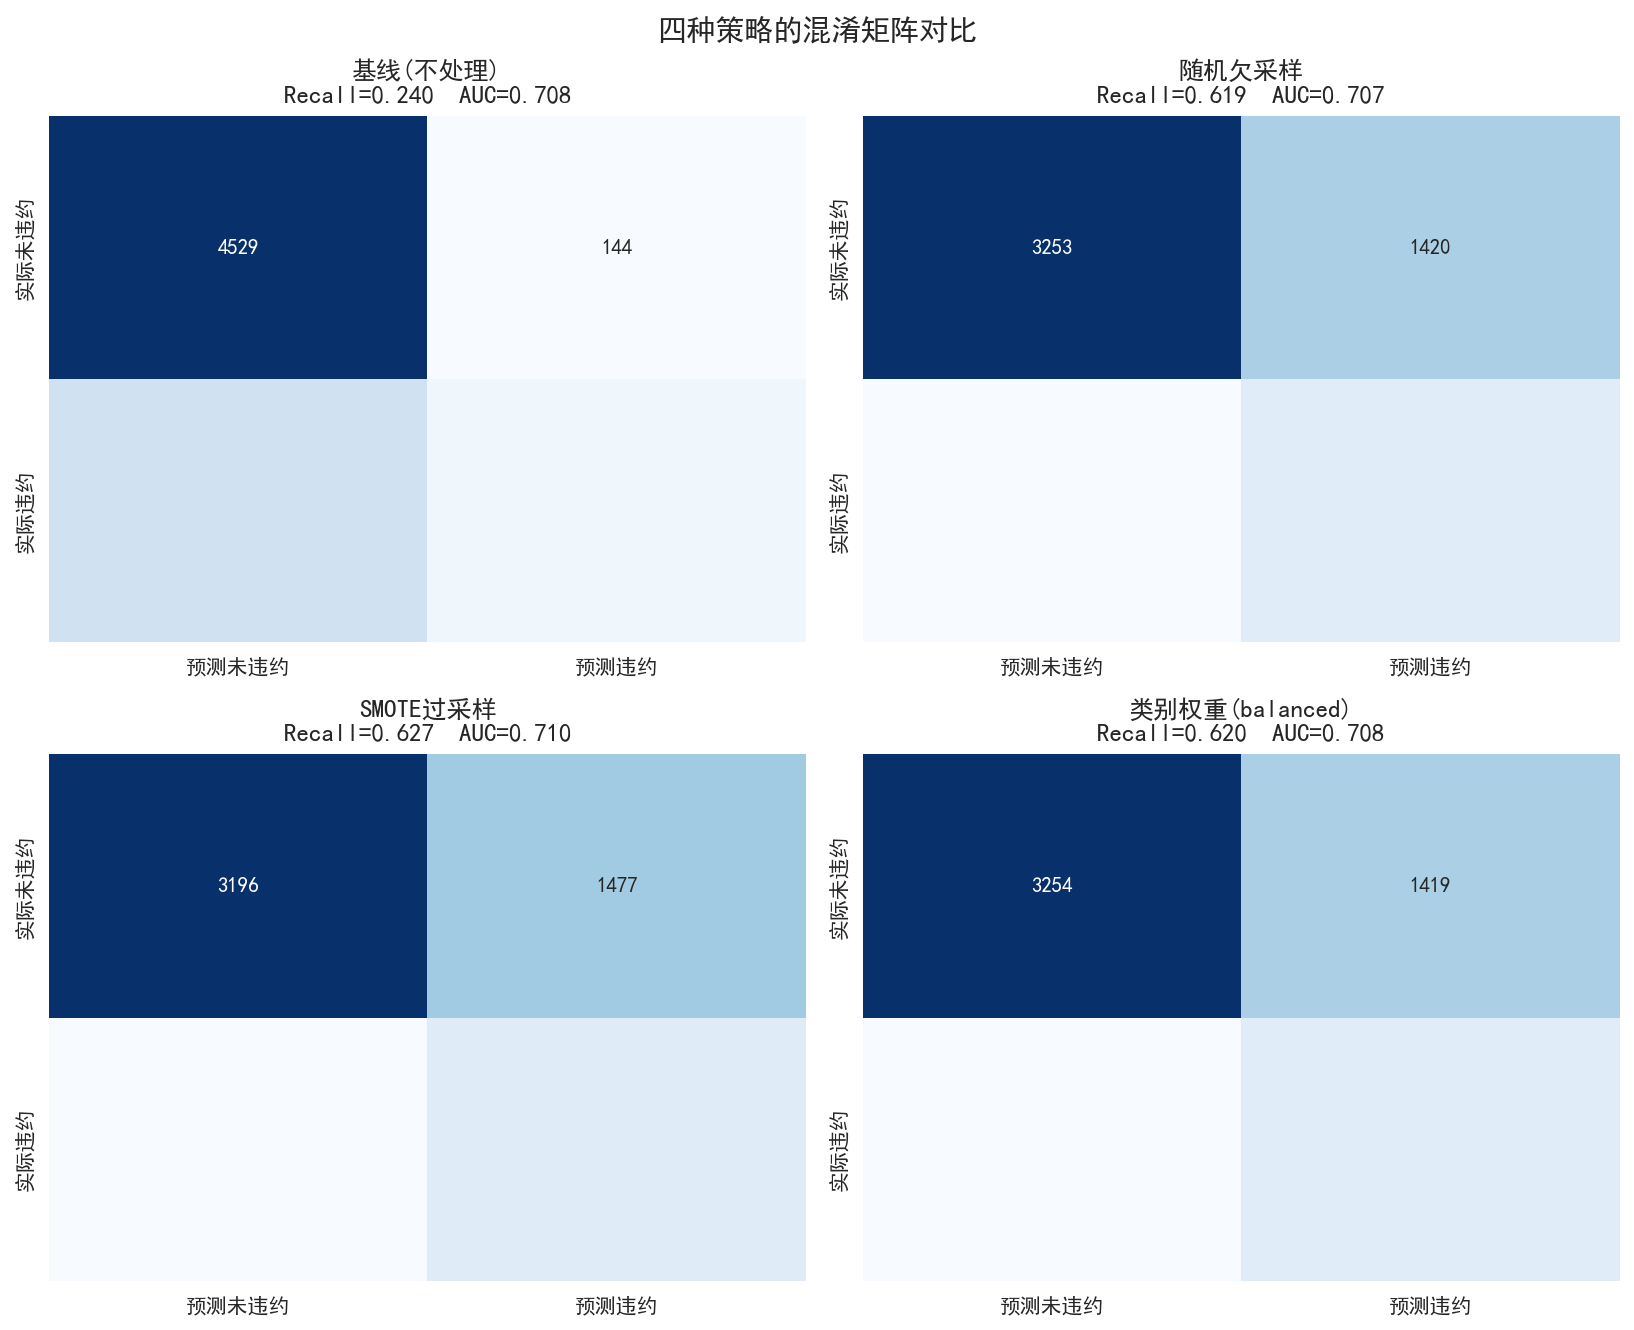 四种策略的混淆矩阵对比
基线(不处理)
Recall=0.240 AUC=0.708
实际未违约
4529
144
实际违约
预测未违约
预测违约
随机欠采样
Recall=0.619 AUC=0.707
实际未违约
3253
1420
实际违约
预测未违约
预测违约
SMOTE过采样
Recall=0.627 AUC=0.710
实际未违约
3196
1477
实际违约
预测未违约
预测违约
类别权重(balanced)
Recall=0.620 AUC=0.708
实际未违约
3254
1419
实际违约
预测未违约
预测违约